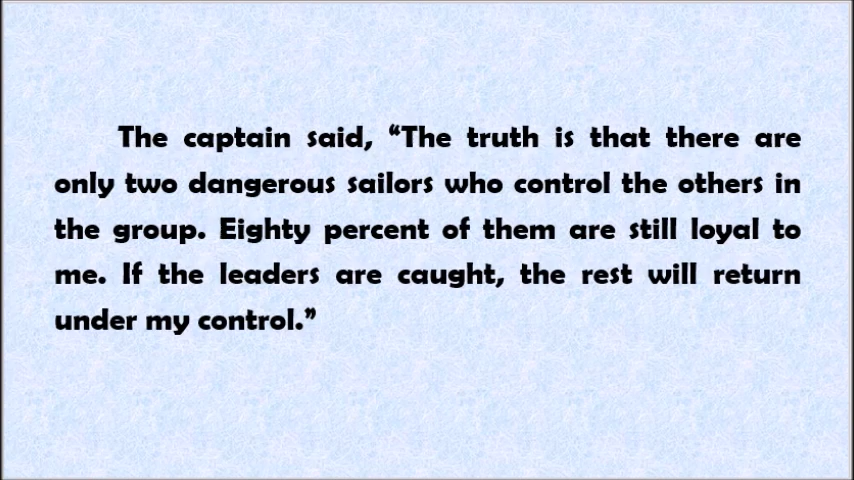 The captain said, “The truth is that there are
only two dangerous sailors who control the others in
the group. Eighty percent of them are still loyal to
me. If the leaders are caught, the rest will return
under my control.”